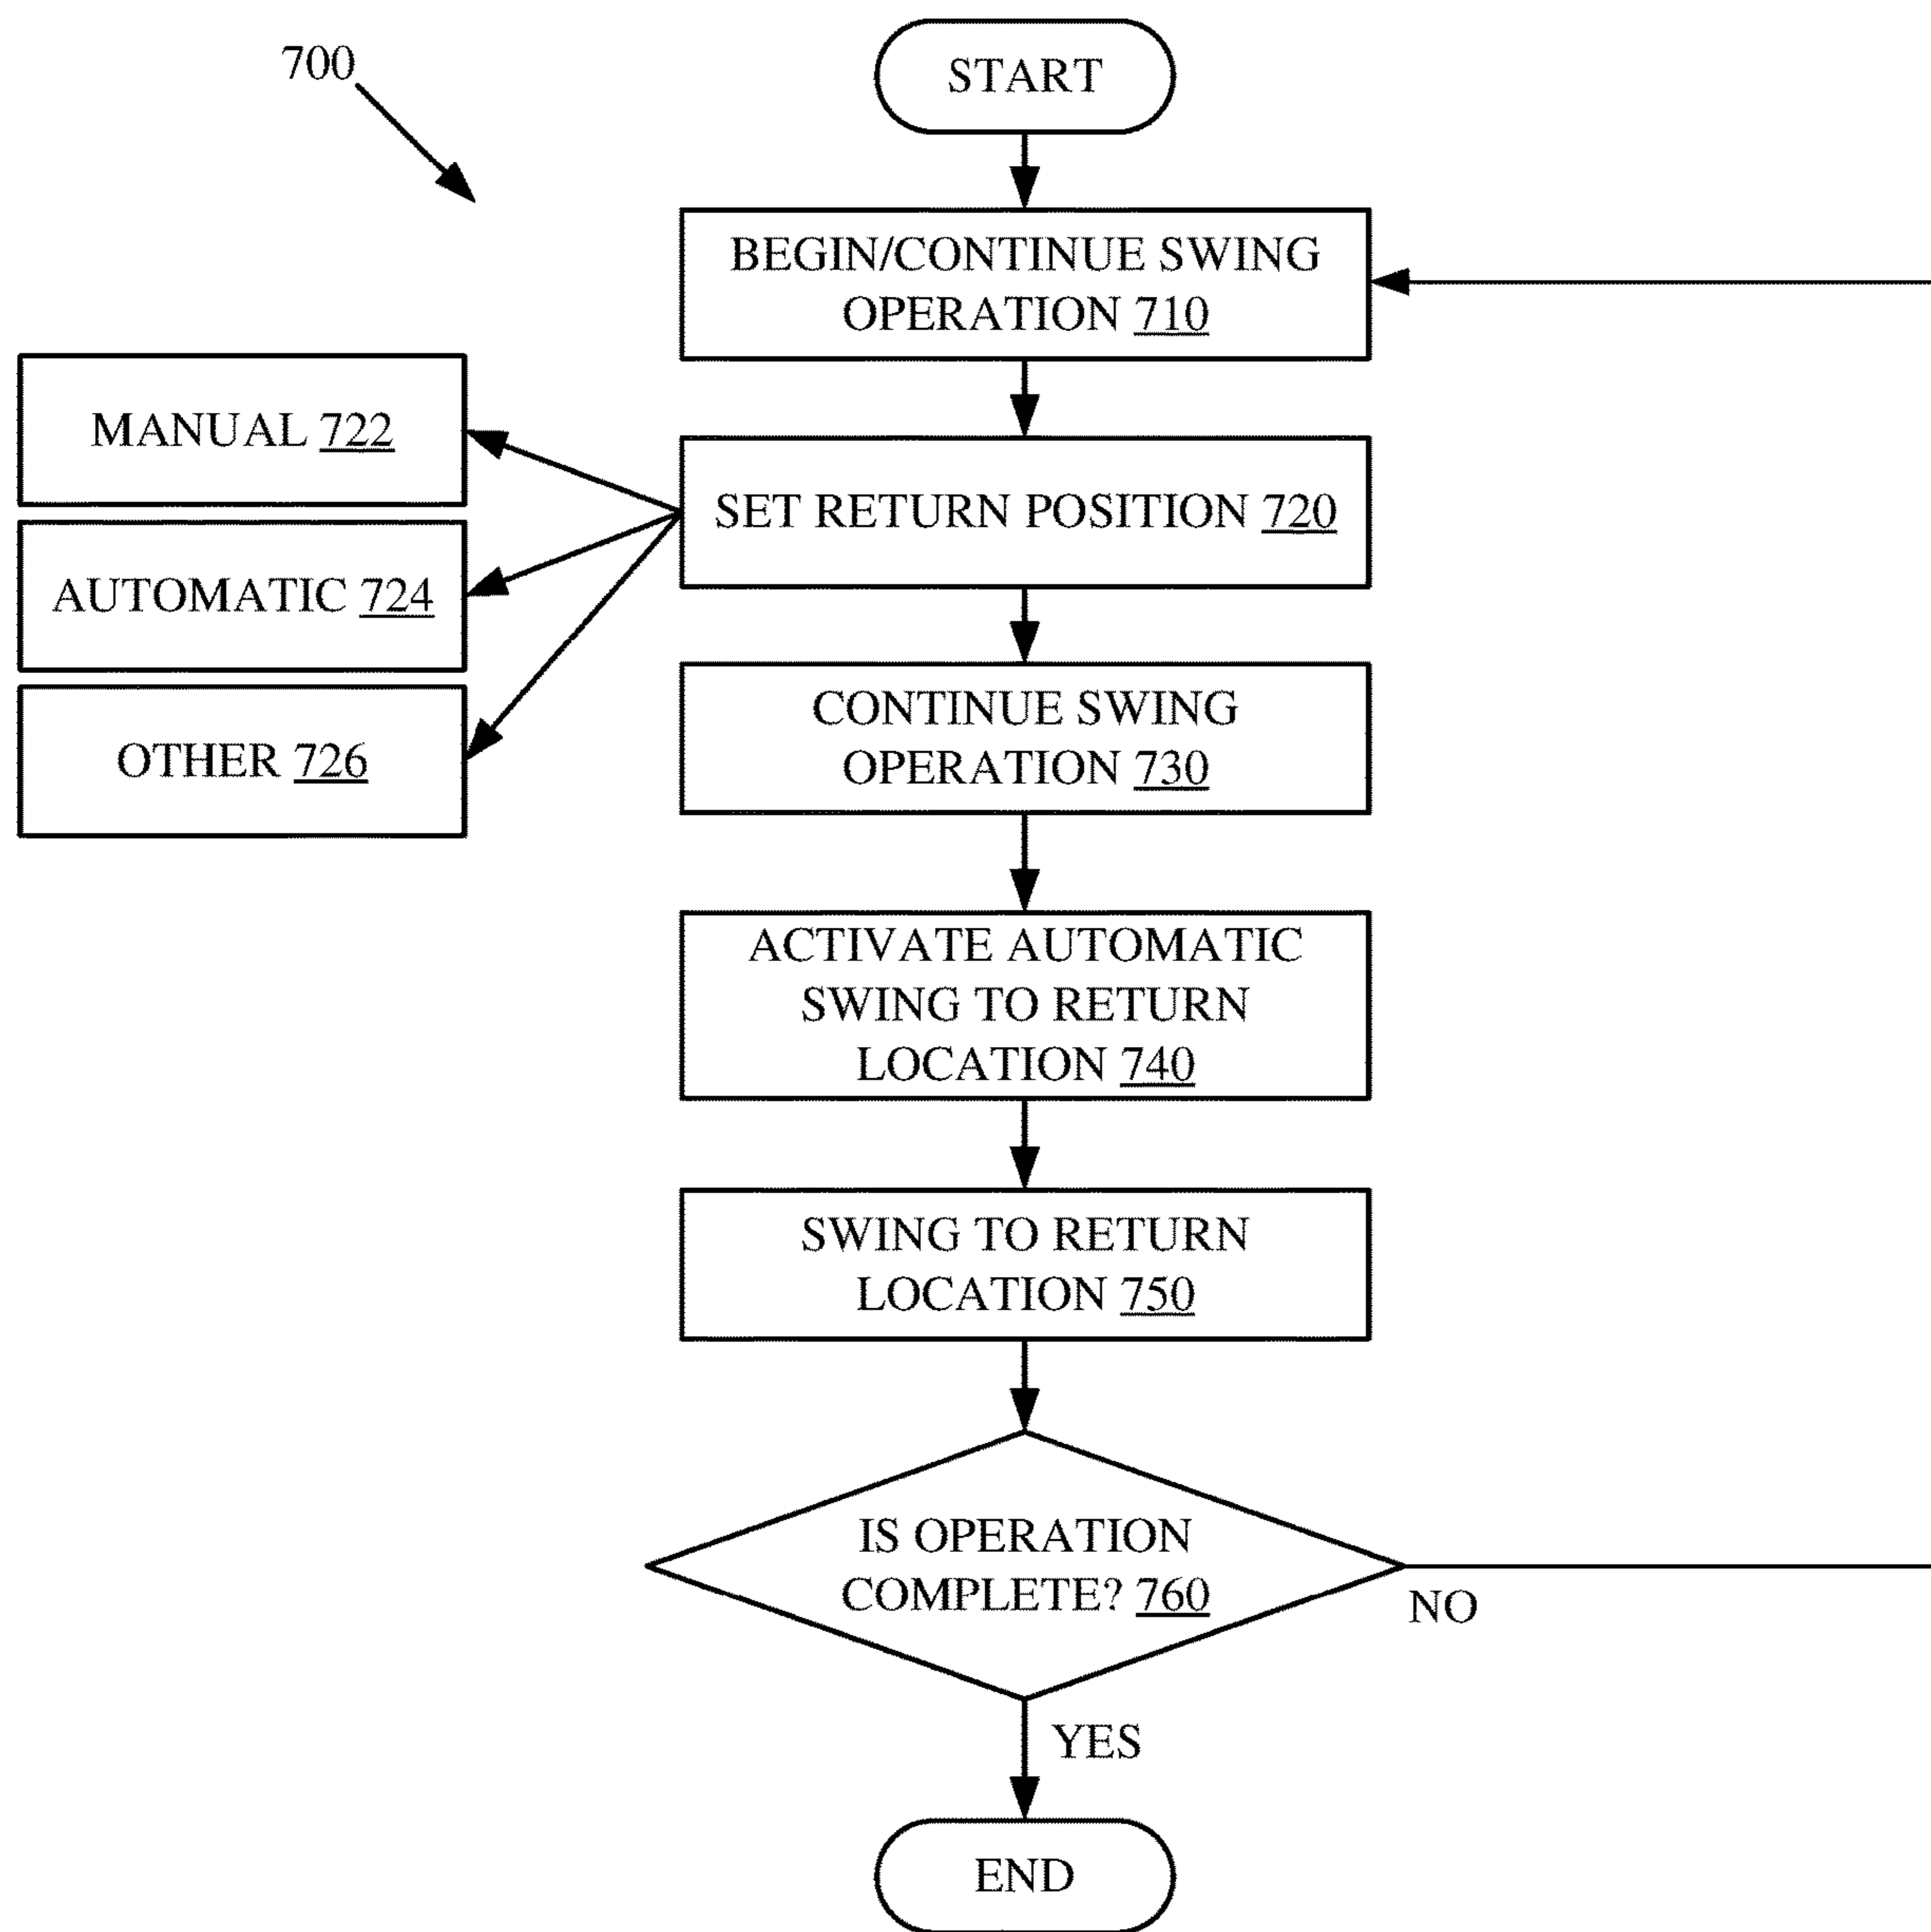 700
START
BEGIN/CONTINUE SWING
OPERATION 710
MANUAL 722
SET RETURN POSITION 720
AUTOMATIC 724
CONTINUE SWING
OPERATION 730
OTHER 726
ACTIVATE AUTOMATIC
SWING TO RETURN
LOCATION 740
SWING TO RETURN
LOCATION 750
IS OPERATION
COMPLETE? 760
NO
YES
END